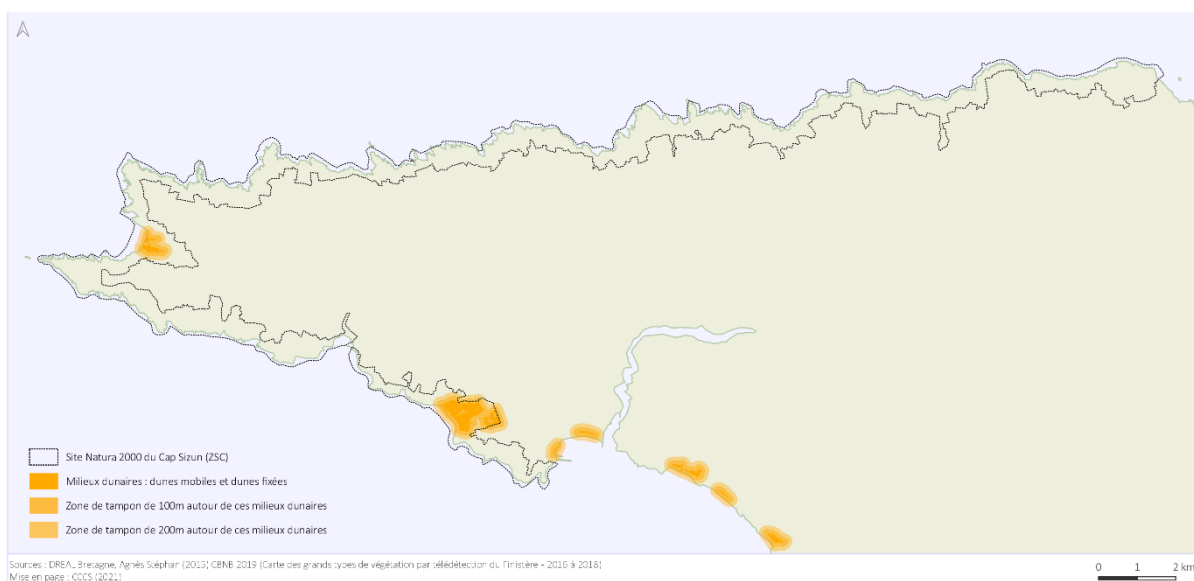 Site Natura 2000 du Cap Sizun (ZSC)
Milieux dunaires : dunes mobiles et dunes fixées
Zone de tampon de 100m autour de ces milieux dunaires
Zone de tampon de 200m autour de ces milieux dunaires
Sources : DREAL Bretagne, Agnès Stéphan (2015) CBNB 2019 (Carte des grands types de végétation par télédétection du Finistère - 2016 à 2018)
Mise en page : CCCS (2021)
0 1 2 km